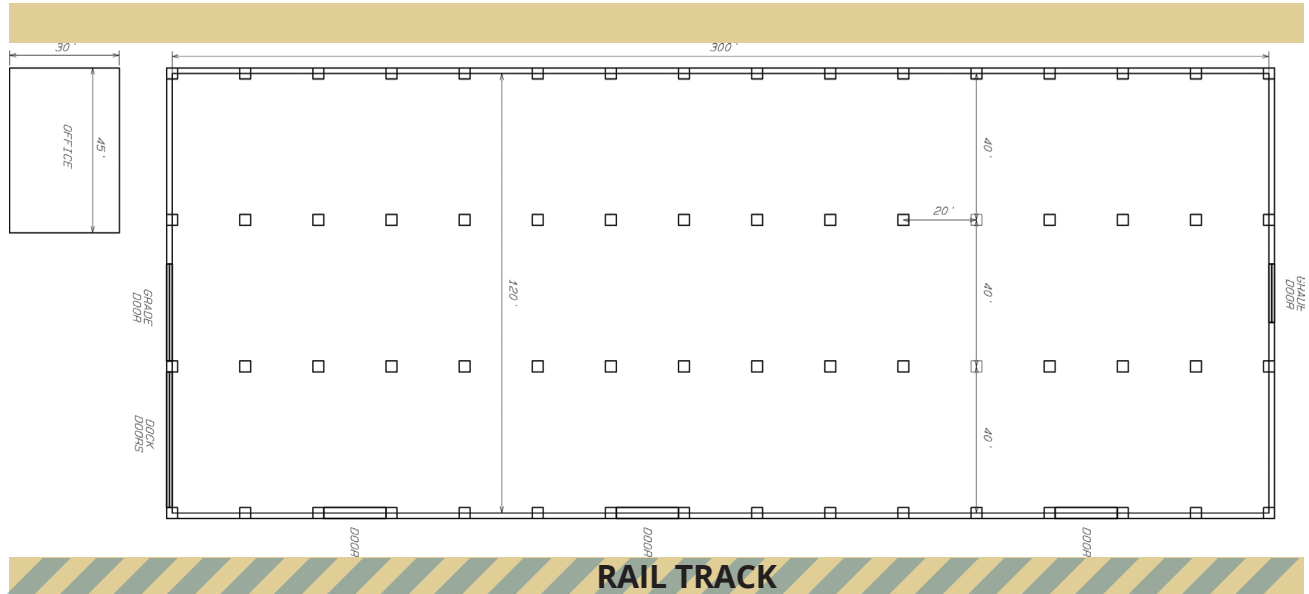 30'
300'
OFFICE
45'
40'
20'
GRADE
DOOR
120'
40'
GRADE
DOOR
DOCK
DOORS
40'
DOOR
DOOR
DOOR
RAIL TRACK